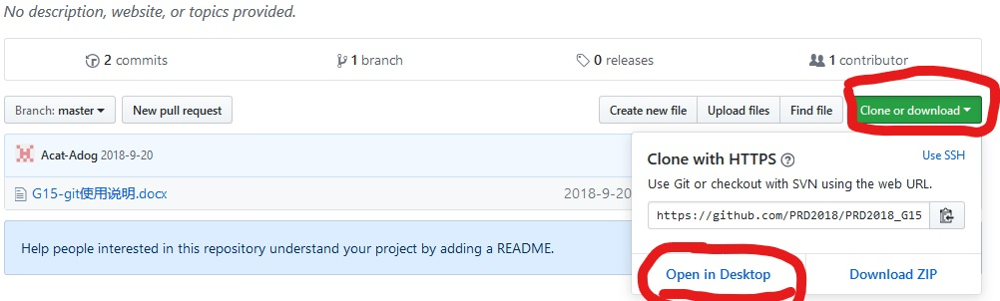 No description, website, or topics provided.
2 commits
1 branch
0 releases
1 contributor
Branch: master
New pull request
Create new file
Upload files
Find file
Clone or download
Acat-Adog 2018-9-20
G15-git使用说明.docx
2018-9-20
Help people interested in this repository understand your project by adding a README.
Clone with HTTPS
Use SSH
Use Git or checkout with SVN using the web URL.
https://github.com/PRD2018/PRD2018_G15
Open in Desktop
Download ZIP